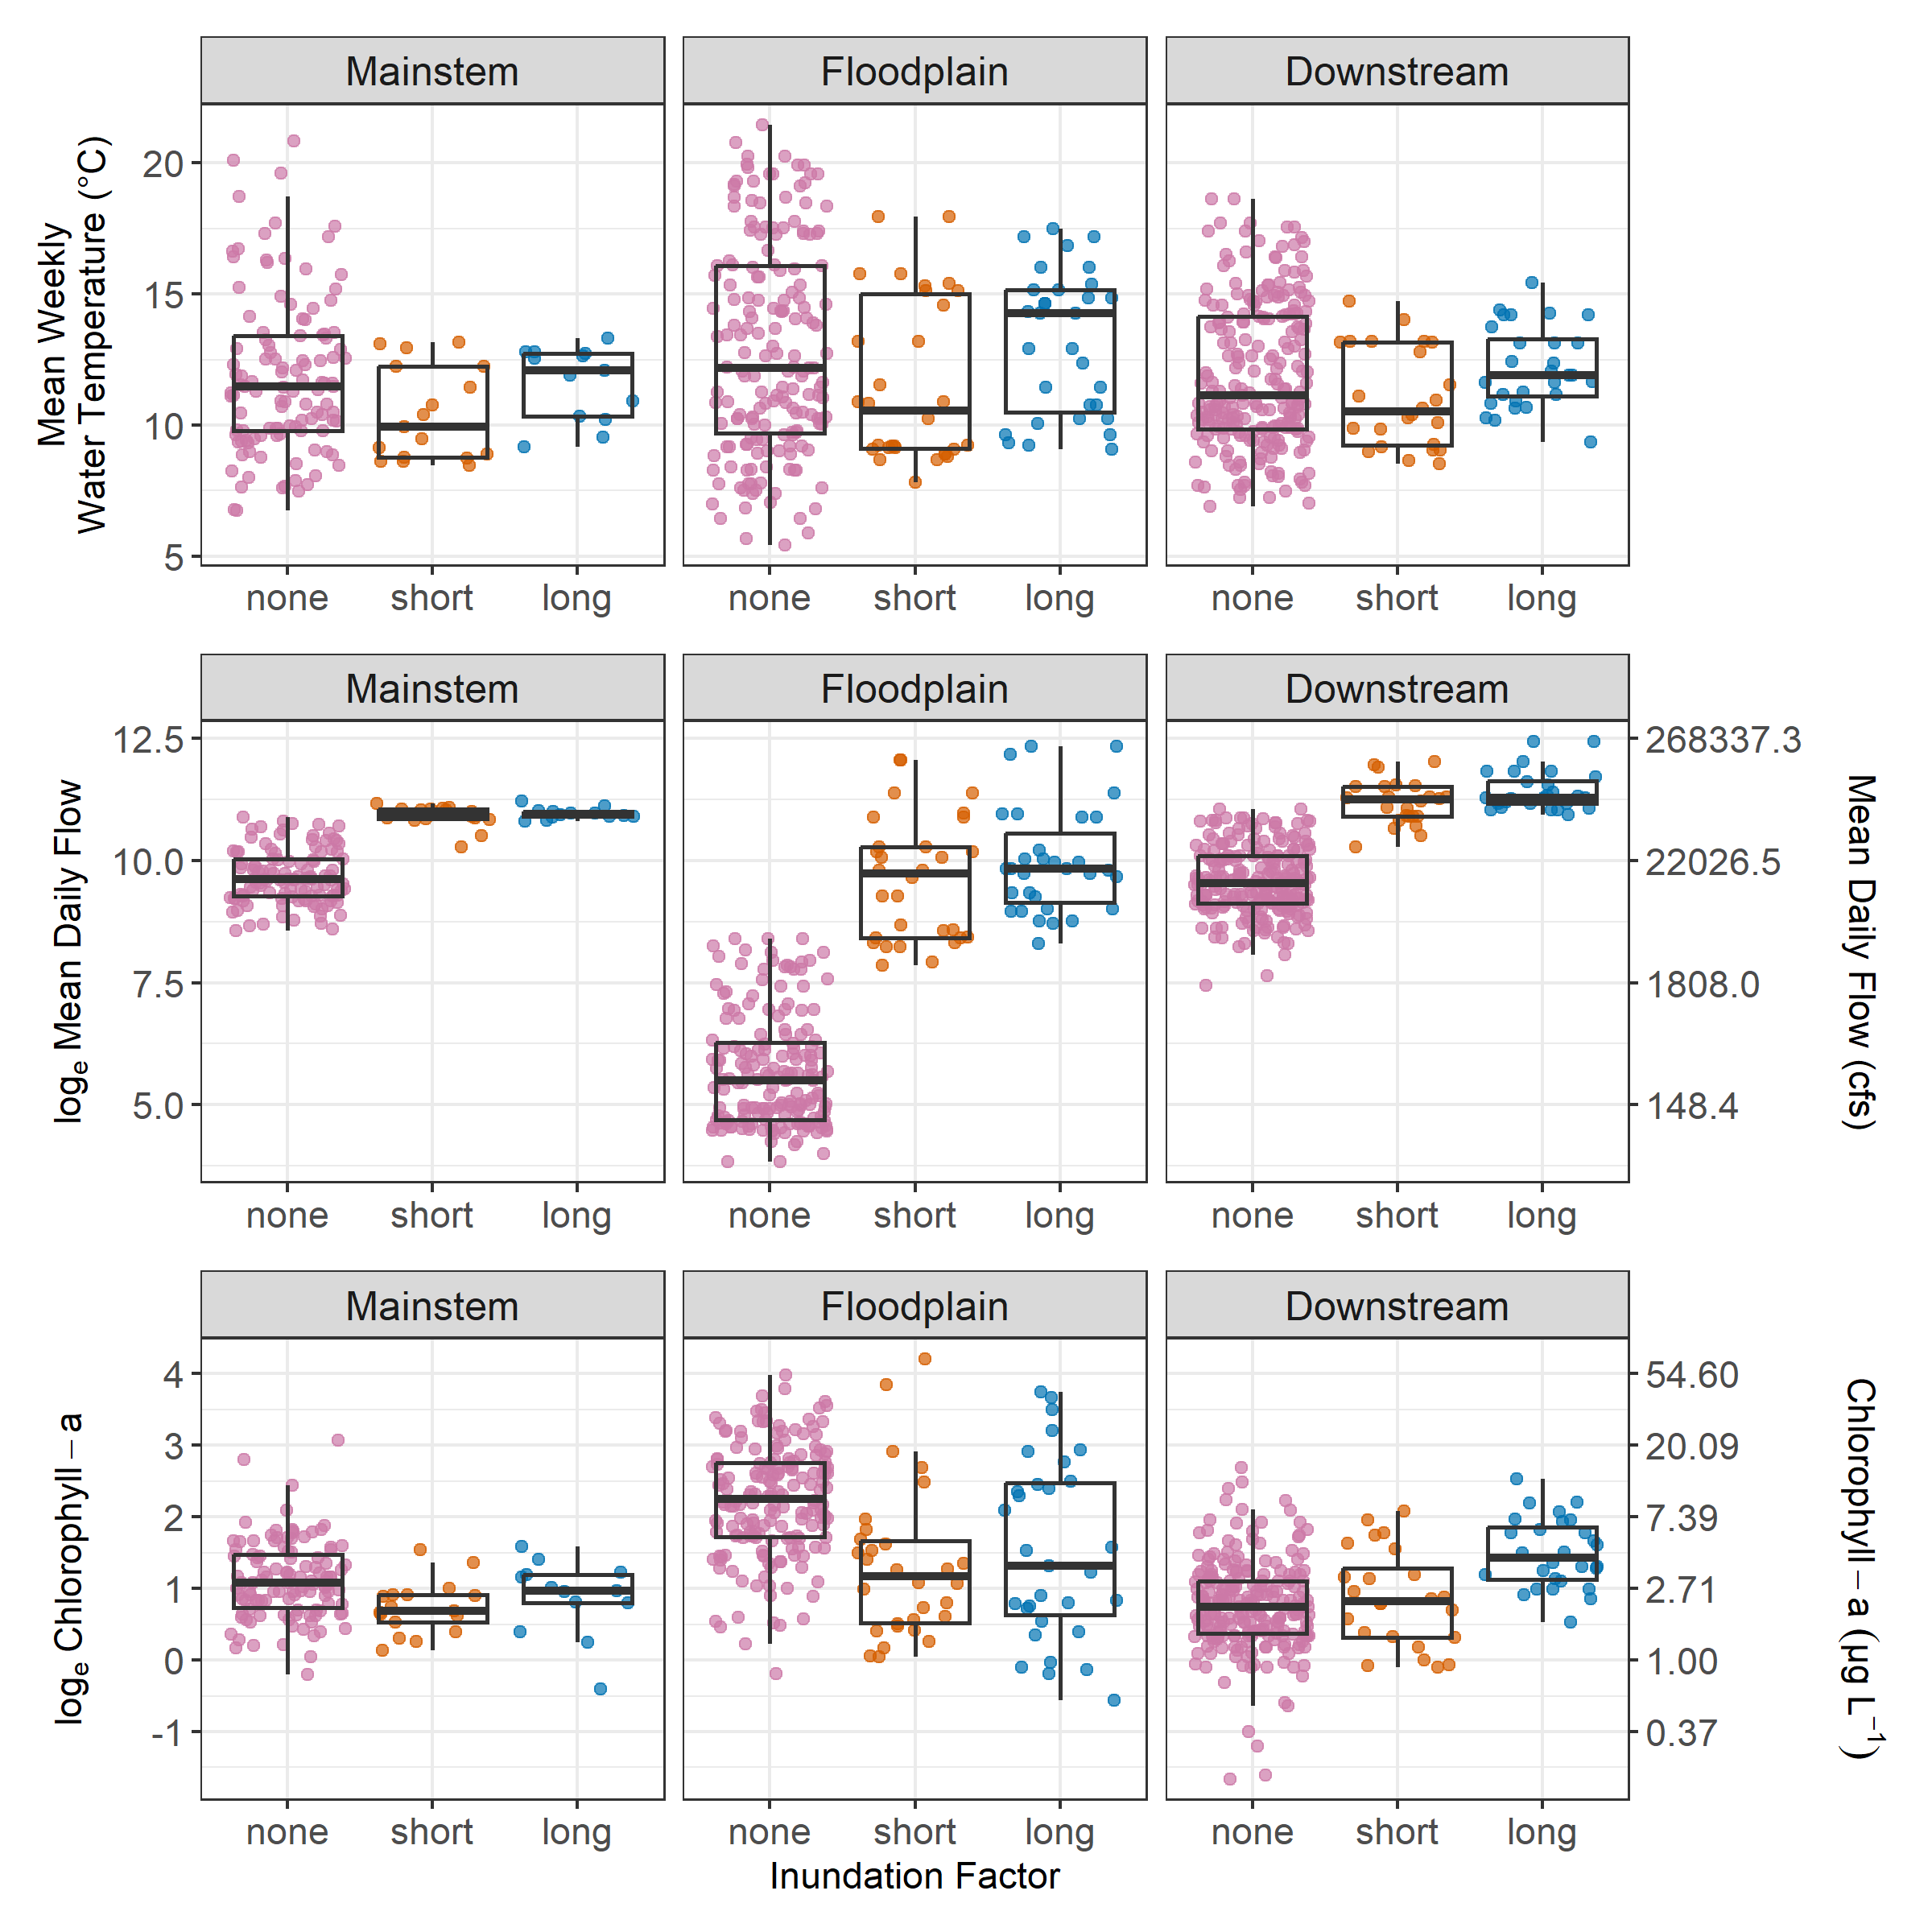 Mainstem Floodplain Downstream
Mean Weekly
Water Temperature (°C)
20
15
10
5
none short long none short long none short long
Mainstem Floodplain Downstream
logₑ Mean Daily Flow
12.5
10.0
7.5
5.0
268337.3
22026.5
1808.0
148.4
Mean Daily Flow (cfs)
none short long none short long none short long
Mainstem Floodplain Downstream
logₑ Chlorophyll−a
4
3
2
1
0
-1
54.60
20.09
7.39
2.71
1.00
0.37
Chlorophyll−a (µg L⁻¹)
none short long none short long none short long
Inundation Factor